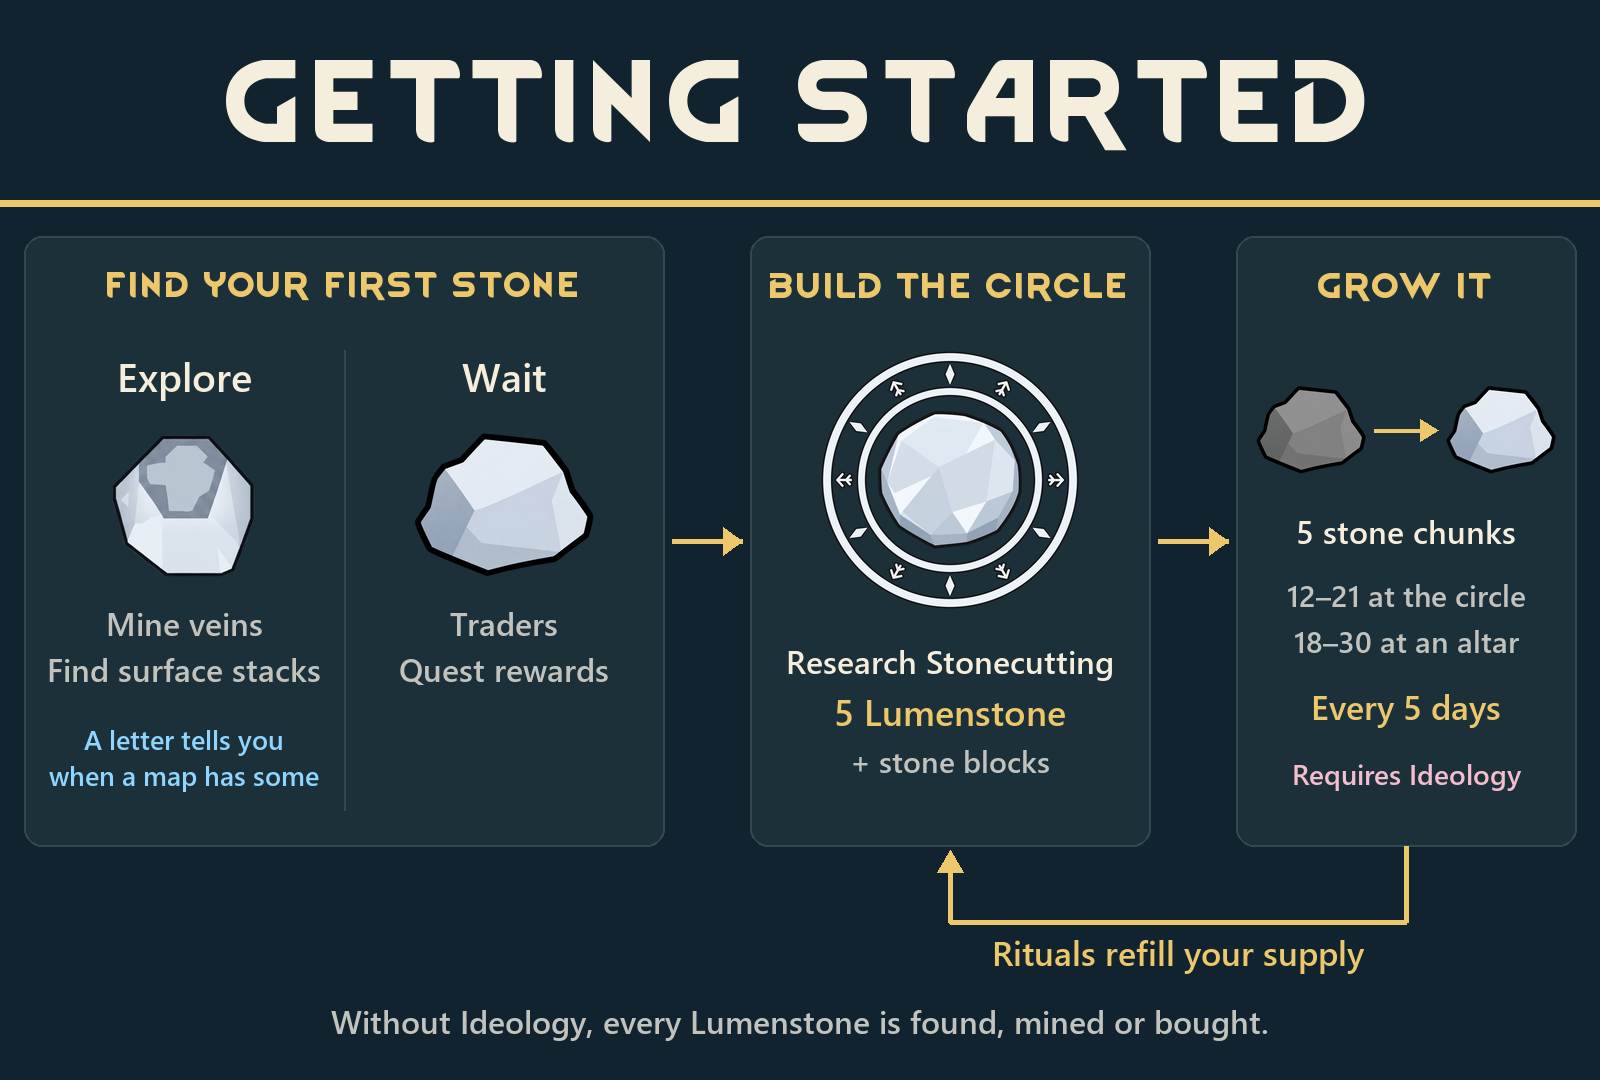 GETTING STARTED
FIND YOUR FIRST STONE
Explore
Mine veins
Find surface stacks
A letter tells you
when a map has some
Wait
Traders
Quest rewards
BUILD THE CIRCLE
Research Stonecutting
5 Lumenstone
+ stone blocks
GROW IT
5 stone chunks
12–21 at the circle
18–30 at an altar
Every 5 days
Requires Ideology
Rituals refill your supply
Without Ideology, every Lumenstone is found, mined or bought.